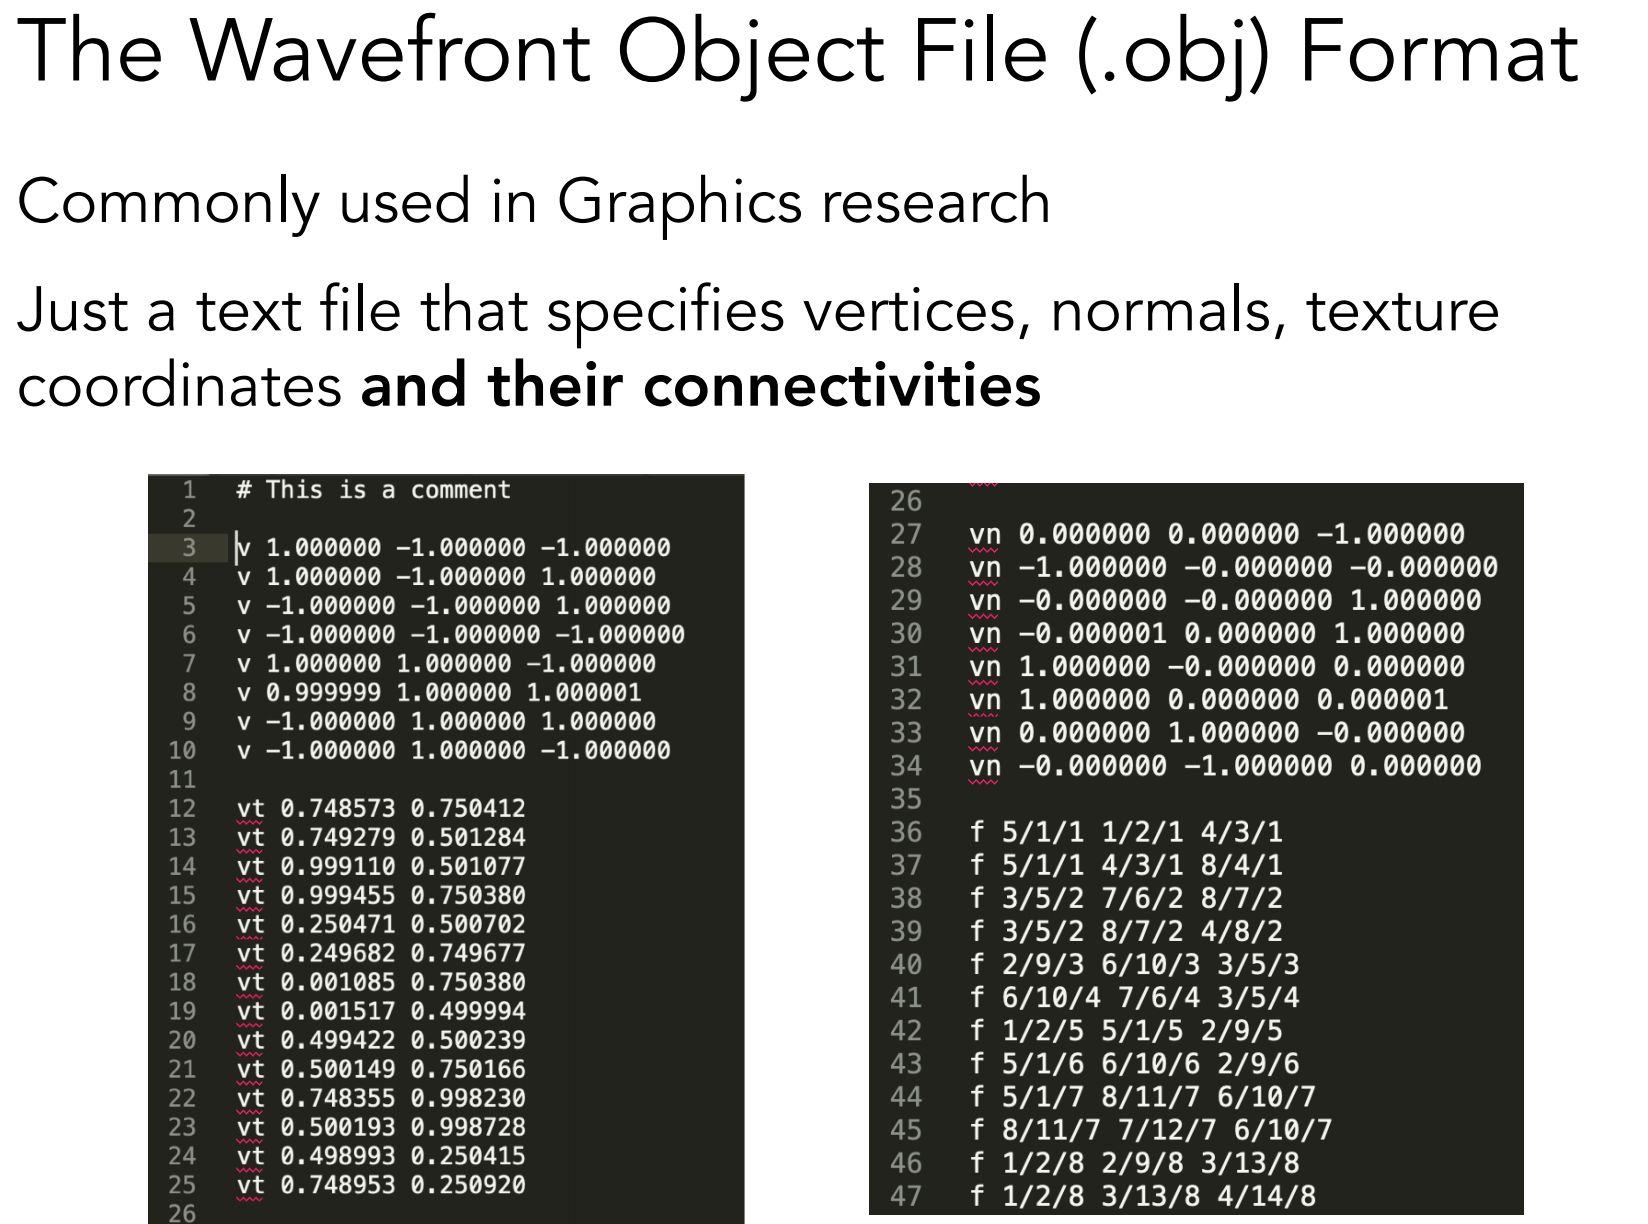 The Wavefront Object File (.obj) Format
Commonly used in Graphics research
Just a text file that specifies vertices, normals, texture
coordinates and their connectivities
1 # This is a comment
2
3 v 1.000000 -1.000000 -1.000000
4 v 1.000000 -1.000000 1.000000
5 v -1.000000 -1.000000 1.000000
6 v -1.000000 -1.000000 -1.000000
7 v 1.000000 1.000000 -1.000000
8 v 0.999999 1.000000 1.000001
9 v -1.000000 1.000000 1.000000
10 v -1.000000 1.000000 -1.000000
11
12 vt 0.748573 0.750412
13 vt 0.749279 0.501284
14 vt 0.999110 0.501077
15 vt 0.999455 0.750380
16 vt 0.250471 0.500702
17 vt 0.249682 0.749677
18 vt 0.001085 0.750380
19 vt 0.001517 0.499994
20 vt 0.499422 0.500239
21 vt 0.500149 0.750166
22 vt 0.748355 0.998230
23 vt 0.500193 0.998728
24 vt 0.498993 0.250415
25 vt 0.748953 0.250920
26
26
27 vn 0.000000 0.000000 -1.000000
28 vn -1.000000 -0.000000 -0.000000
29 vn -0.000000 -0.000000 1.000000
30 vn -0.000001 0.000000 1.000000
31 vn 1.000000 -0.000000 0.000000
32 vn 1.000000 0.000000 0.000001
33 vn 0.000000 1.000000 -0.000000
34 vn -0.000000 -1.000000 0.000000
35
36 f 5/1/1 1/2/1 4/3/1
37 f 5/1/1 4/3/1 8/4/1
38 f 3/5/2 7/6/2 8/7/2
39 f 3/5/2 8/7/2 4/8/2
40 f 2/9/3 6/10/3 3/5/3
41 f 6/10/4 7/6/4 3/5/4
42 f 1/2/5 5/1/5 2/9/5
43 f 5/1/6 6/10/6 2/9/6
44 f 5/1/7 8/11/7 6/10/7
45 f 8/11/7 7/12/7 6/10/7
46 f 1/2/8 2/9/8 3/13/8
47 f 1/2/8 3/13/8 4/14/8